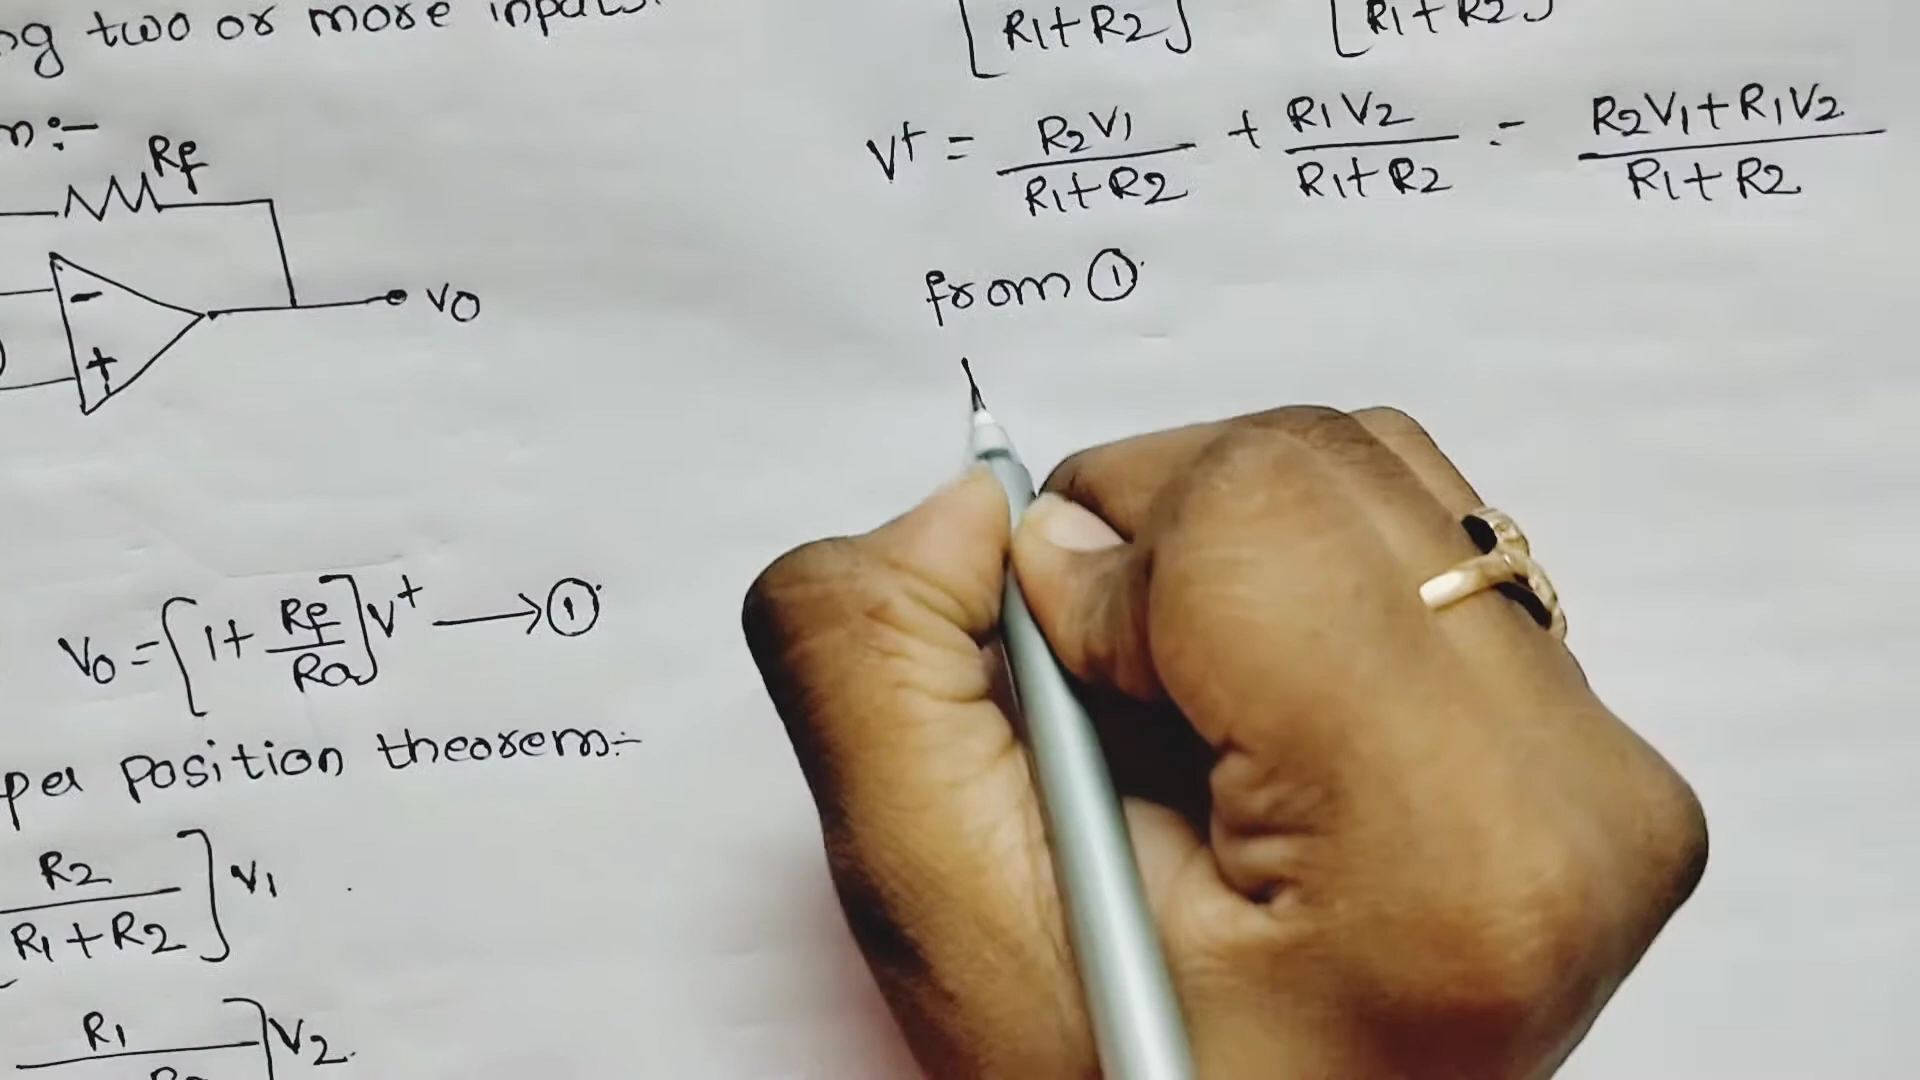 two or more inputs.
Rf
-
+
VO
Vo = [1 + Rf/Ra] V+ → ①
position theorem:-
R2/R1+R2] V1
R1
]V2
[R1+R2] [R1+R2]
V+ = R2V1/R1+R2 + R1V2/R1+R2 = R2V1+R1V2/R1+R2
from ①